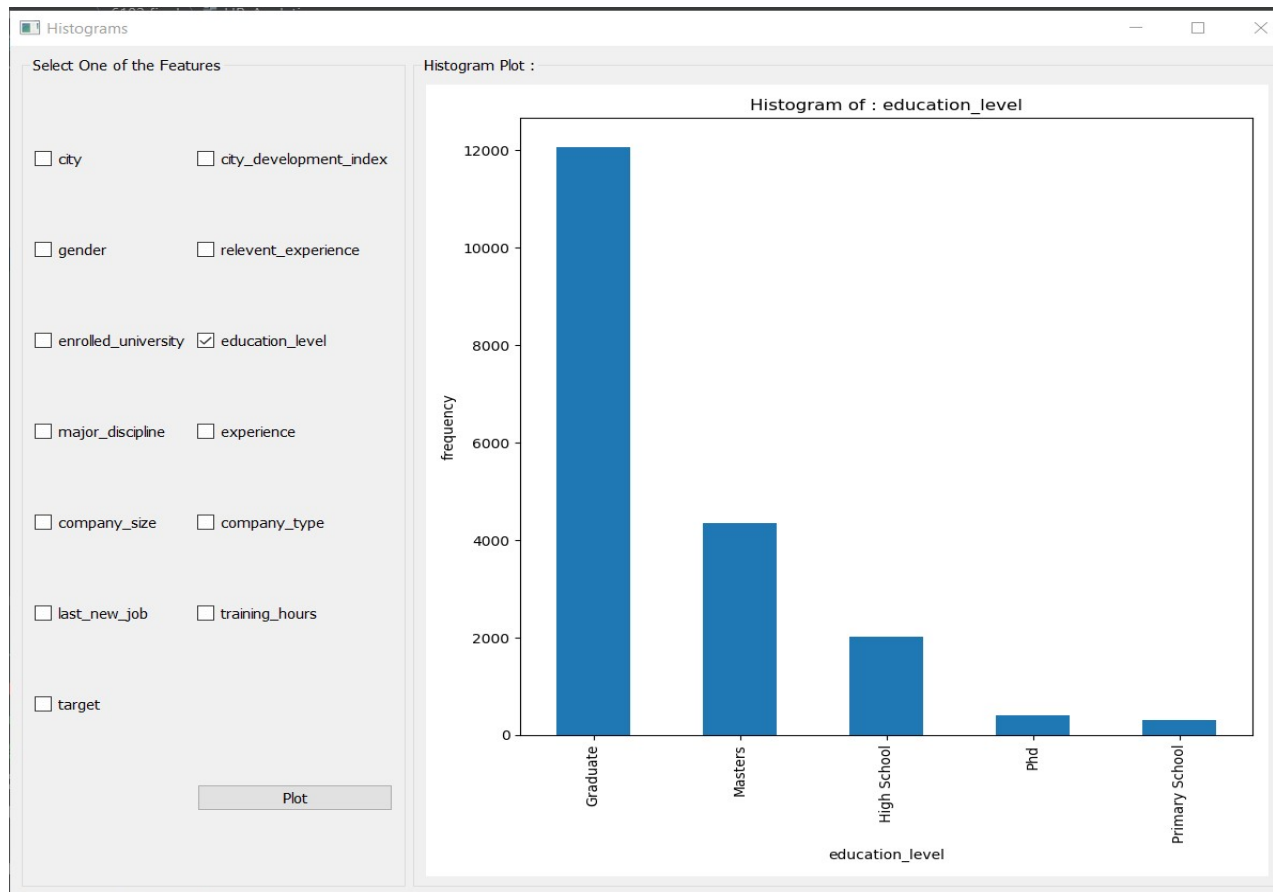 Histograms
Select One of the Features
city
city_development_index
gender
relevent_experience
enrolled_university
education_level
major_discipline
experience
company_size
company_type
last_new_job
training_hours
target
Plot
Histogram Plot :
Histogram of : education_level
12000
10000
8000
6000
4000
2000
0
frequency
Graduate
Masters
High School
Phd
Primary School
education_level